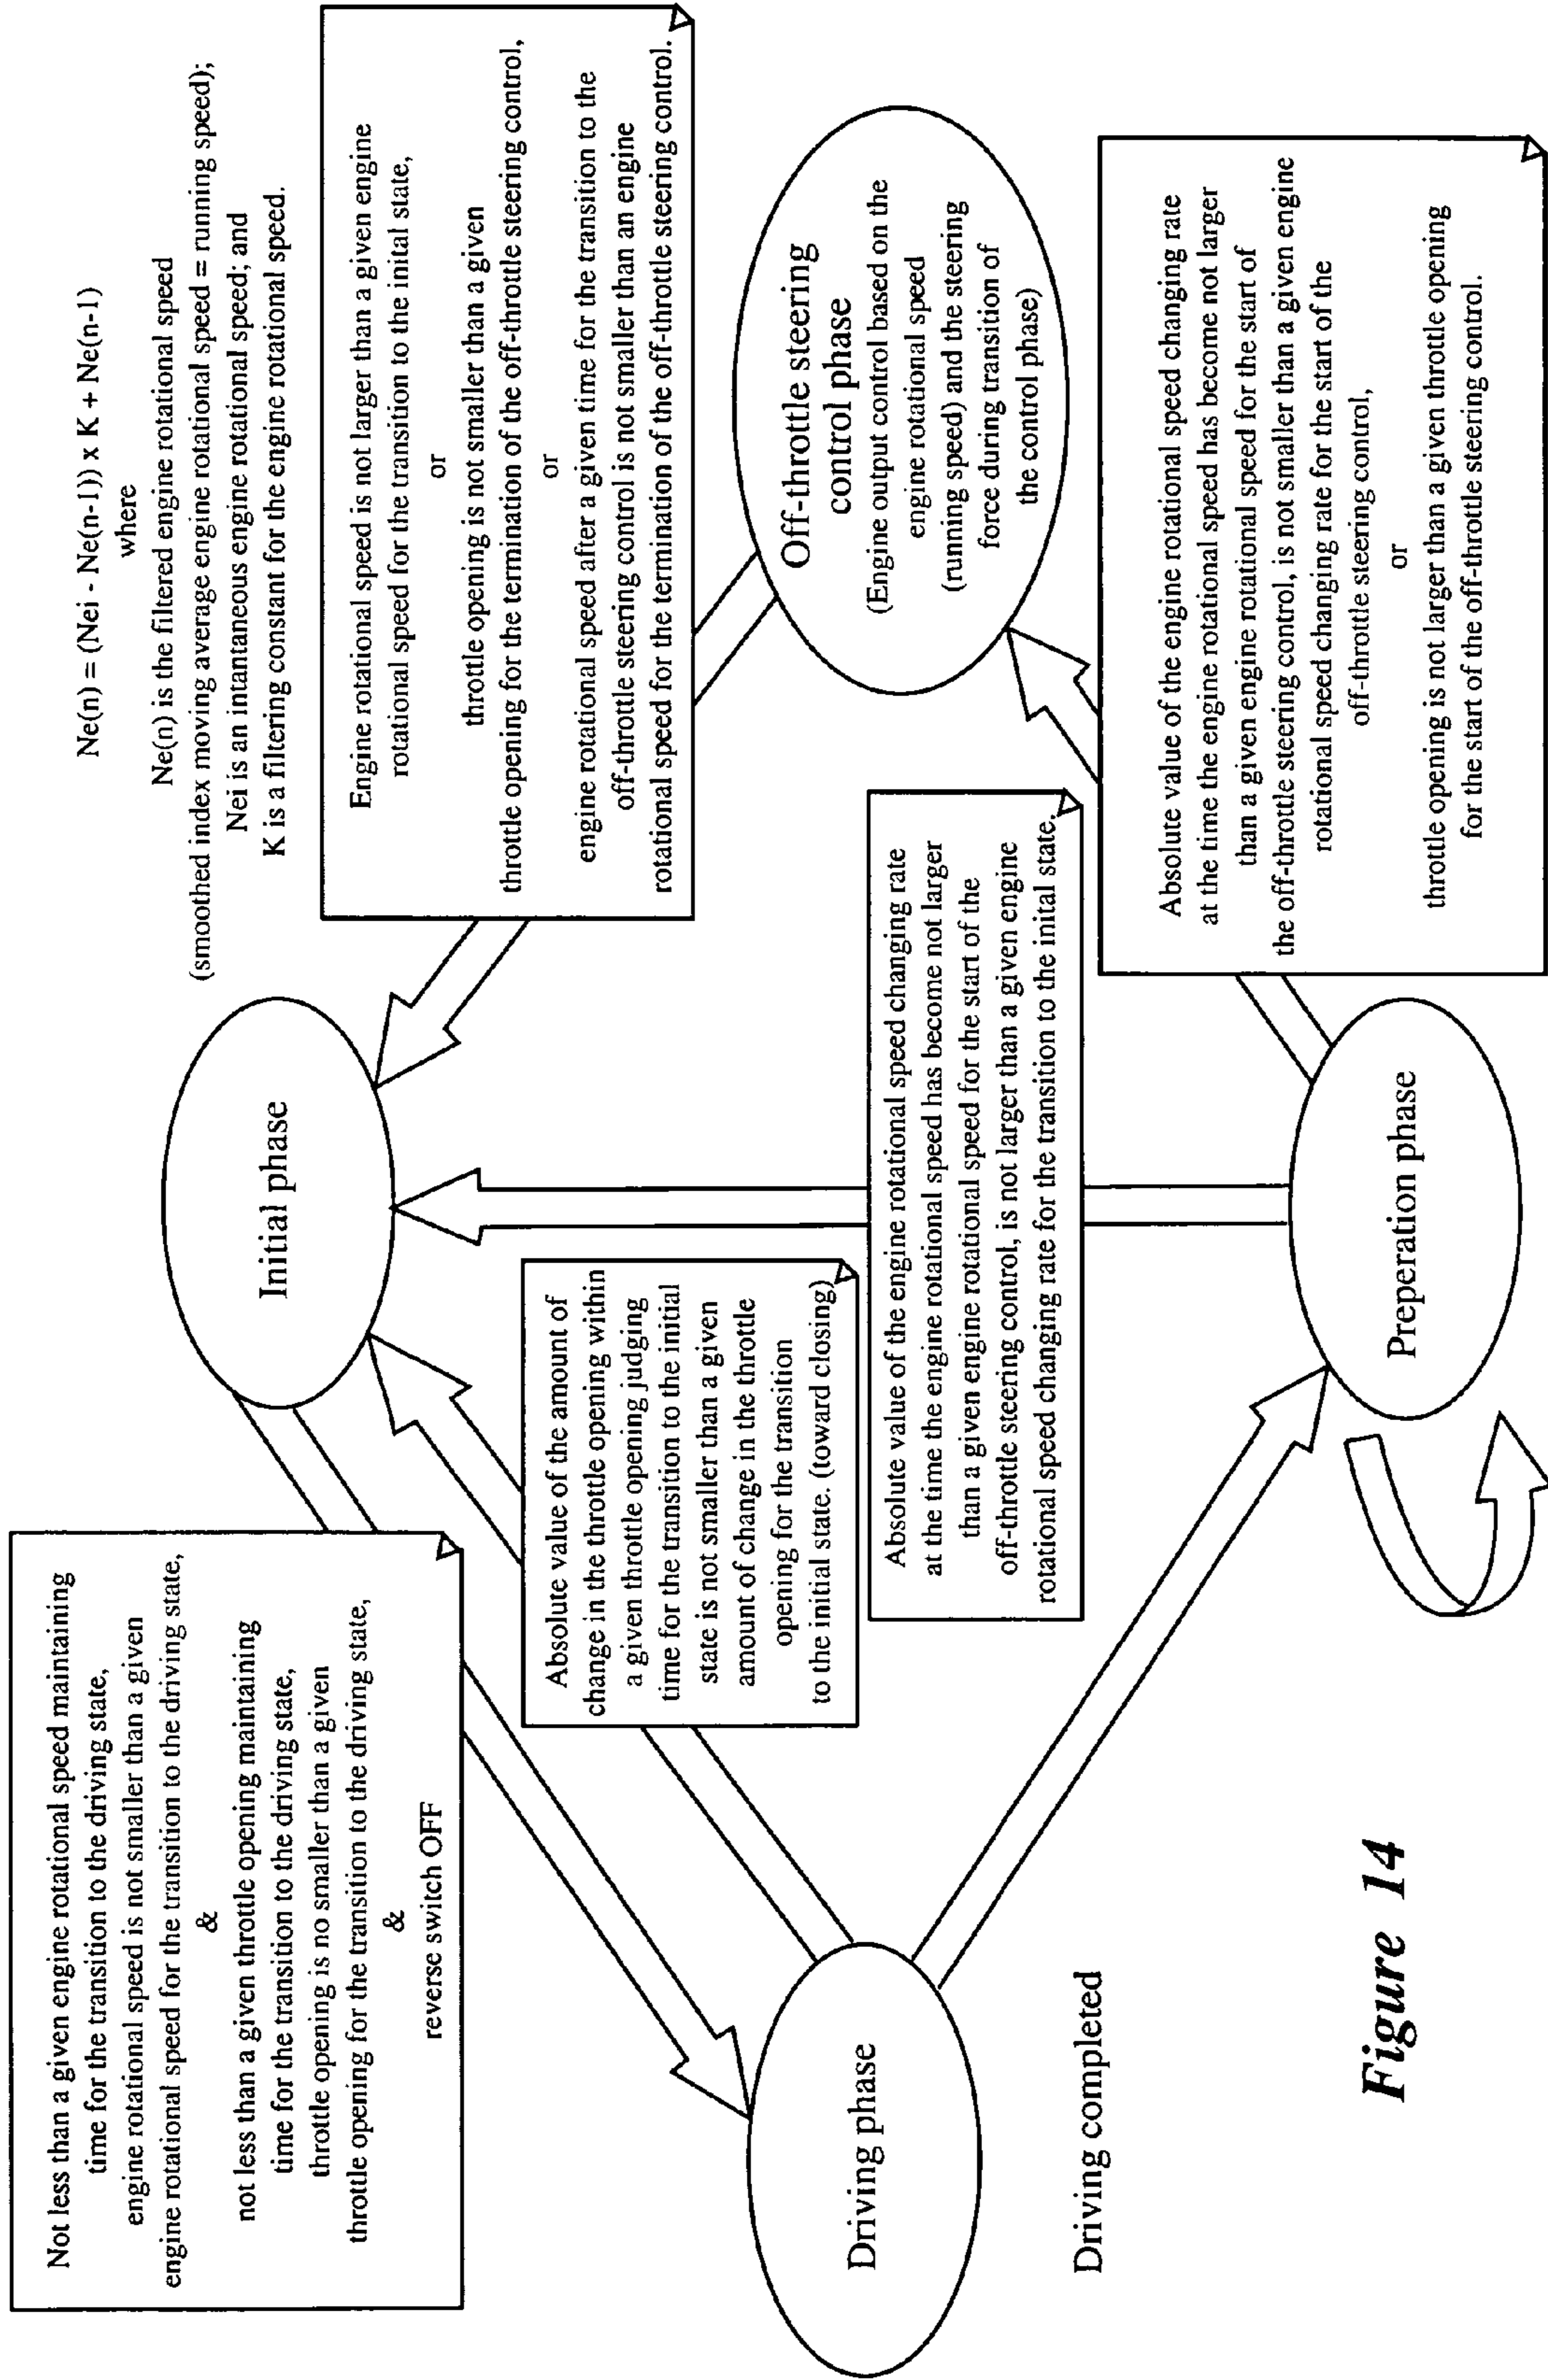 Ne(n) = (Nei - Ne(n-1)) x K + Ne(n-1)
where
Ne(n) is the filtered engine rotational speed
(smoothed index moving average engine rotational speed = running speed);
Nei is an intantaneous engine rotational speed; and
K is a filtering constant for the engine rotational speed.
Not less than a given engine rotational speed maintaining
time for the transition to the driving state,
engine rotational speed is not smaller than a given
engine rotational speed for the transition to the driving state,
&
not less than a given throttle opening maintaining
time for the transition to the driving state,
throttle opening is no smaller than a given
throttle opening for the transition to the driving state,
&
reverse switch OFF
Initial phase
Engine rotational speed is not larger than a given engine
rotational speed for the transition to the inital state,
or
throttle opening is not smaller than a given
throttle opening for the termination of the off-throttle steering control,
or
engine rotational speed after a given time for the transition to the
off-throttle steering control is not smaller than an engine
rotational speed for the termination of the off-throttle steering control.
Absolute value of the amount of
change in the throttle opening within
a given throttle opening judging
time for the transition to the initial
state is not smaller than a given
amount of change in the throttle
opening for the transition
to the initial state. (toward closing)
Driving phase
Off-throttle steering
control phase
(Engine output control based on the
engine rotational speed
(running speed) and the steering
force during transition of
the control phase)
Absolute value of the engine rotational speed changing rate
at the time the engine rotational speed has become not larger
than a given engine rotational speed for the start of the
off-throttle steering control, is not larger than a given engine
rotational speed changing rate for the transition to the inital state.
Driving completed
Absolute value of the engine rotational speed changing rate
at the time the engine rotational speed has become not larger
than a given engine rotational speed for the start of
the off-throttle steering control, is not smaller than a given engine
rotational speed changing rate for the start of the
off-throttle steering control,
or
throttle opening is not larger than a given throttle opening
for the start of the off-throttle steering control.
Preperation phase
Figure 14